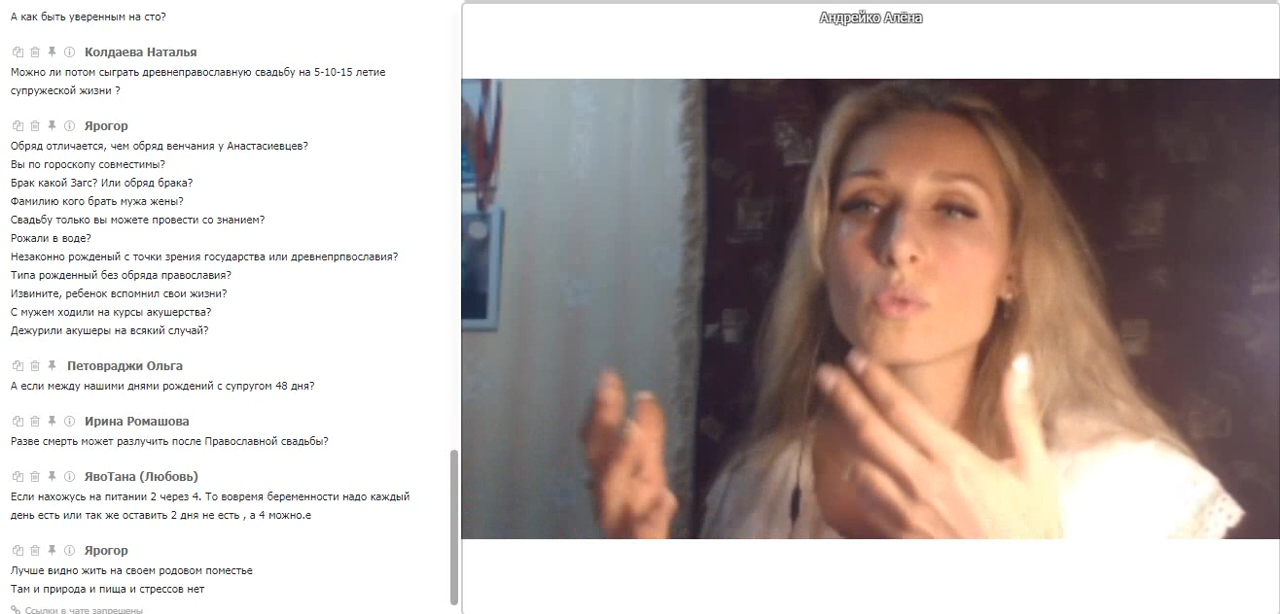 А как быть уверенным на сто?
Колдаева Наталья
Можно ли потом сыграть древнеправославную свадьбу на 5-10-15 летие
супружеской жизни ?
Ярогор
Обряд отличается, чем обряд венчания у Анастасиевцев?
Вы по гороскопу совместимы?
Брак какой Загс? Или обряд брака?
Фамилию кого брать мужа жены?
Свадьбу только вы можете провести со знанием?
Рожали в воде?
Незаконно рожденый с точки зрения государства или древнепрпвославия?
Типа рожденный без обряда православия?
Извините, ребенок вспомнил свои жизни?
С мужем ходили на курсы акушерства?
Дежурили акушеры на всякий случай?
Петовраджи Ольга
А если между нашими днями рождений с супругом 48 дня?
Ирина Ромашова
Разве смерть может разлучить после Православной свадьбы?
ЯвоТана (Любовь)
Если нахожусь на питании 2 через 4. То вовремя беременности надо каждый
день есть или так же оставить 2 дня не есть , а 4 можно.е
Ярогор
Лучше видно жить на своем родовом поместье
Там и природа и пища и стрессов нет
Ссылки в чате запрещены
Андрейко Алёна